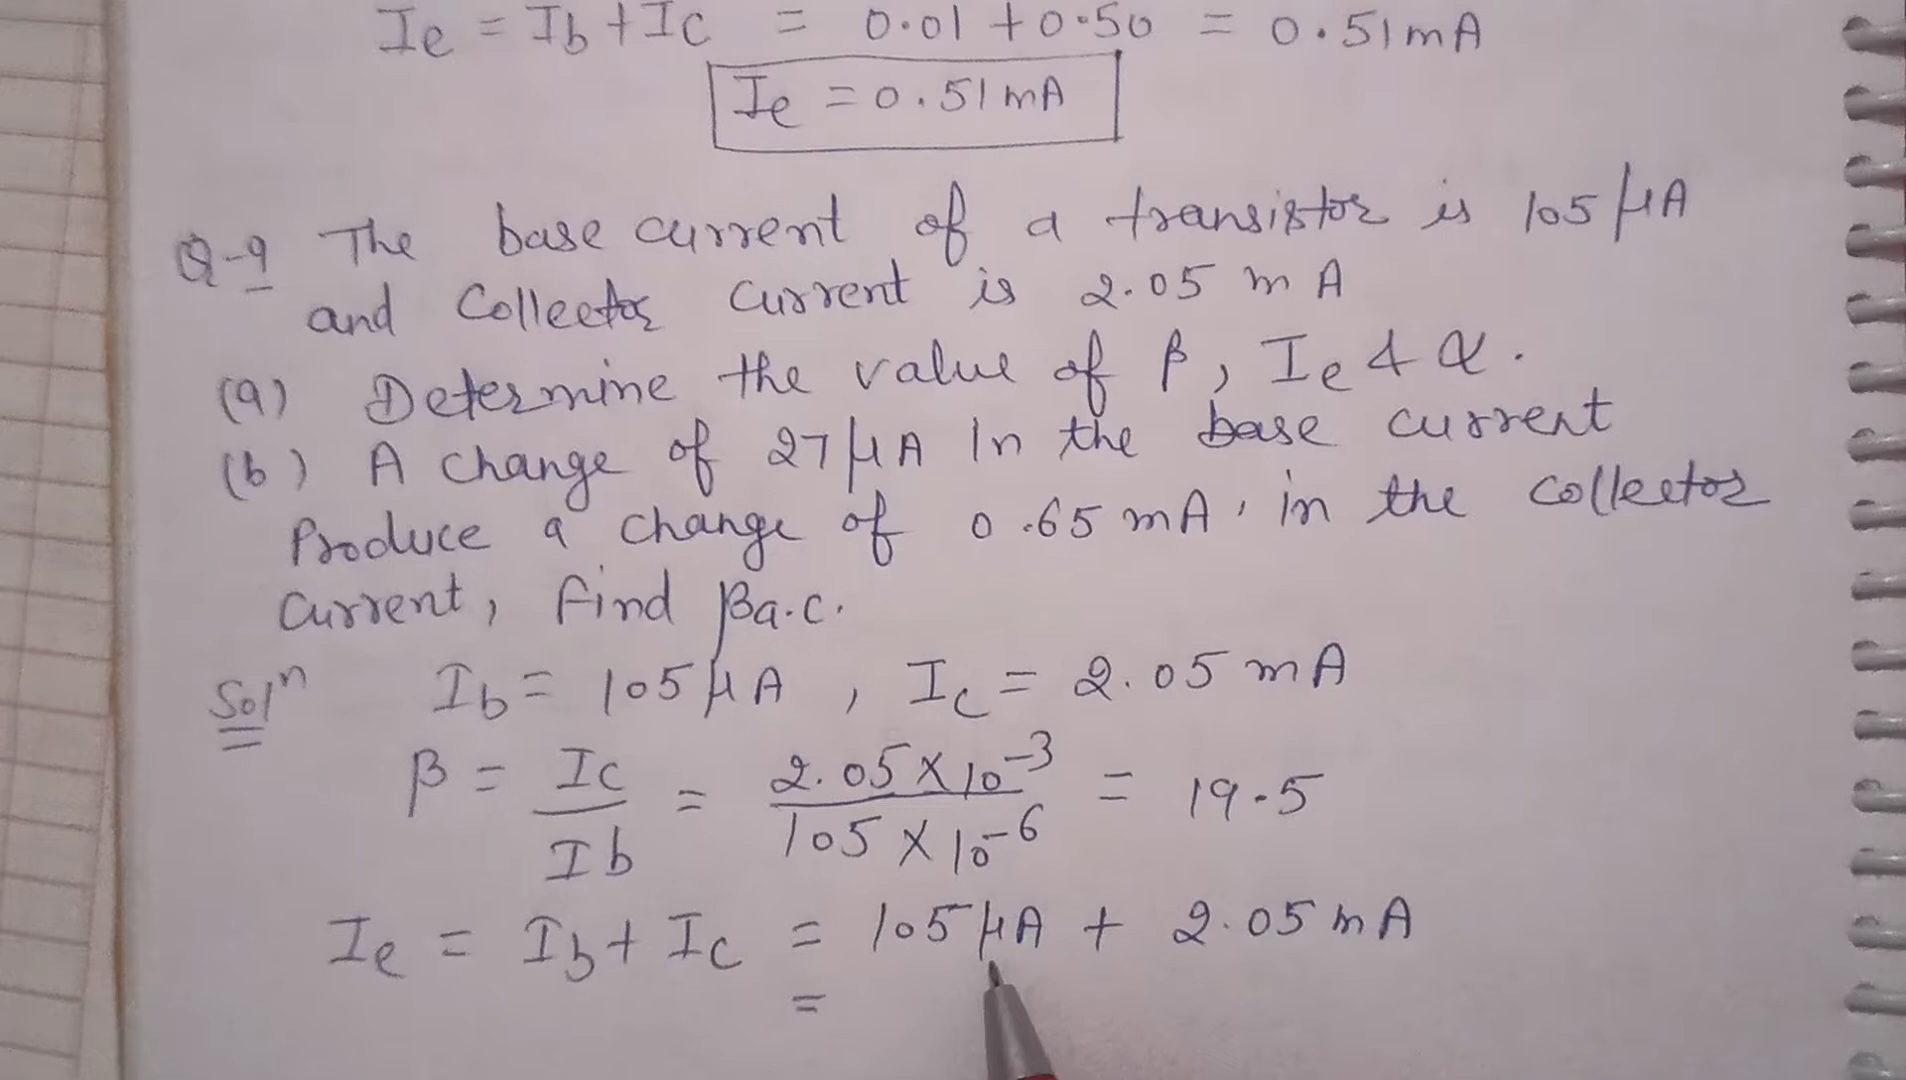 Ie = Ib + Ic = 0.01 + 0.50 = 0.51mA
Ie = 0.51mA
Q-9 The base current of a transistor is 105 μA
and Collector current is 2.05 mA
(a) Determine the value of β, Ie & α.
(b) A change of 27 μA in the base current
Produce a change of 0.65 mA in the collector
Current, find βa.c.
Solⁿ Ib = 105 μA, Ic = 2.05 mA
β = Ic/Ib = 2.05 × 10⁻³/105 × 10⁻⁶ = 19.5
Ie = Ib + Ic = 105 μA + 2.05 mA
=